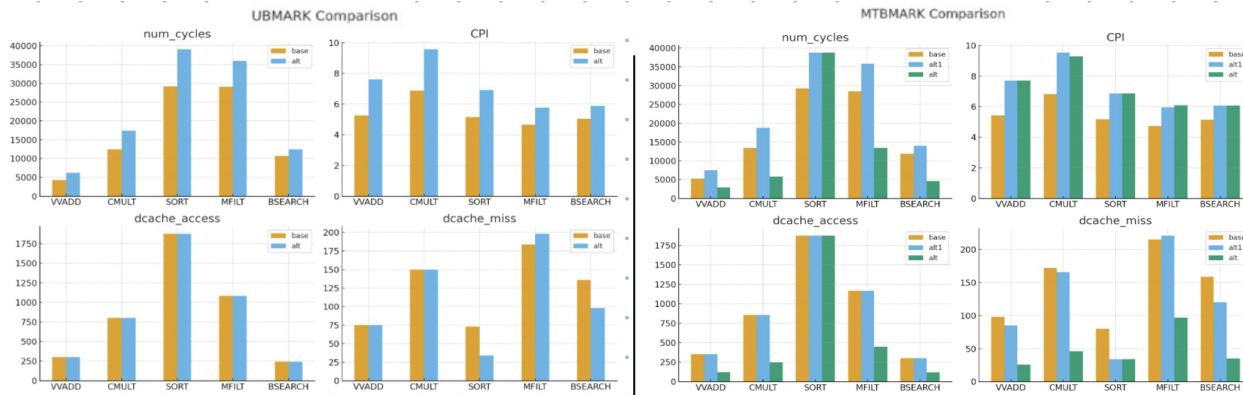 UBMARK Comparison
num_cycles
40000
35000
30000
25000
20000
15000
10000
5000
0
VVADD CMULT SORT MFILT BSEARCH
base
alt
CPI
10
8
6
4
2
0
VVADD CMULT SORT MFILT BSEARCH
base
alt
dcache_access
1750
1500
1250
1000
750
500
250
0
VVADD CMULT SORT MFILT BSEARCH
base
alt
dcache_miss
200
175
150
125
100
75
50
25
0
VVADD CMULT SORT MFILT BSEARCH
base
alt
MTBMARK Comparison
num_cycles
40000
35000
30000
25000
20000
15000
10000
5000
0
VVADD CMULT SORT MFILT BSEARCH
base
alt1
alt
CPI
10
8
6
4
2
0
VVADD CMULT SORT MFILT BSEARCH
base
alt1
alt
dcache_access
1750
1500
1250
1000
750
500
250
0
VVADD CMULT SORT MFILT BSEARCH
base
alt1
alt
dcache_miss
200
150
100
50
0
VVADD CMULT SORT MFILT BSEARCH
base
alt1
alt